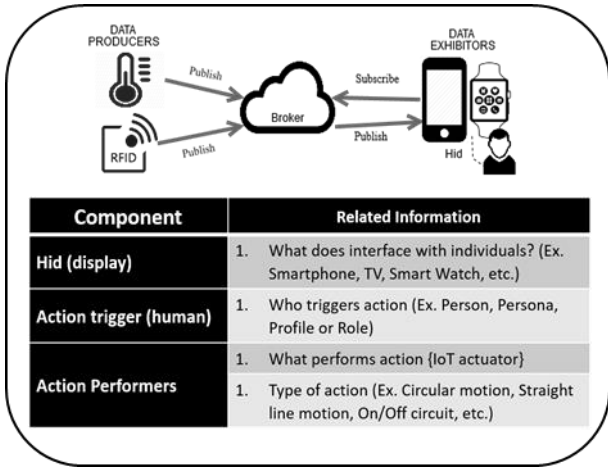 DATA
PRODUCERS
DATA
EXHIBITORS
Publish
Subscribe
Broker
RFID
Publish
Publish
Hid
Component
Related Information
Hid (display)
1. What does interface with individuals? (Ex.
Smartphone, TV, Smart Watch, etc.)
Action trigger (human)
1. Who triggers action (Ex. Person, Persona,
Profile or Role)
Action Performers
1. What performs action {IoT actuator}
1. Type of action (Ex. Circular motion, Straight
line motion, On/Off circuit, etc.)